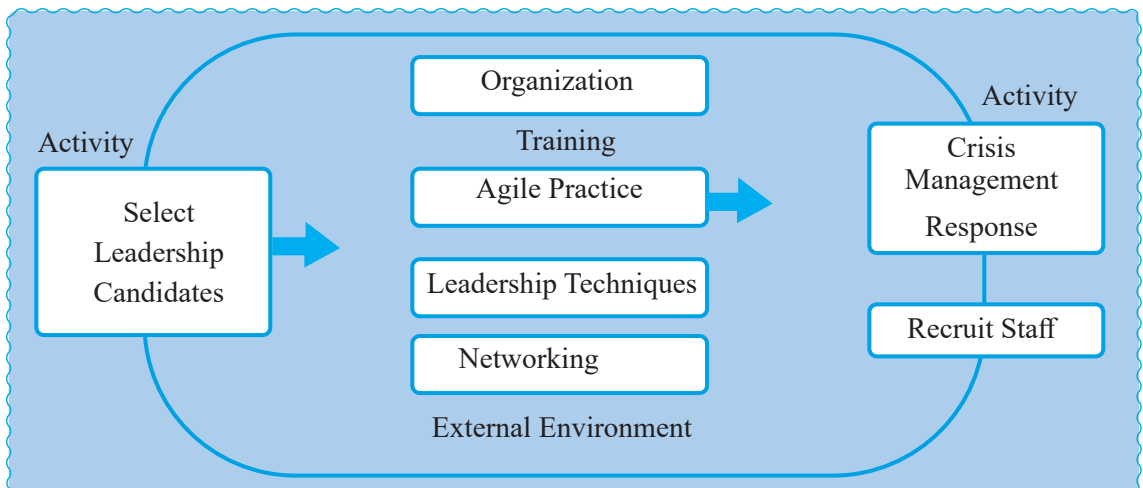 Activity
Select
Leadership
Candidates
Organization
Training
Agile Practice
Leadership Techniques
Networking
External Environment
Activity
Crisis
Management
Response
Recruit Staff